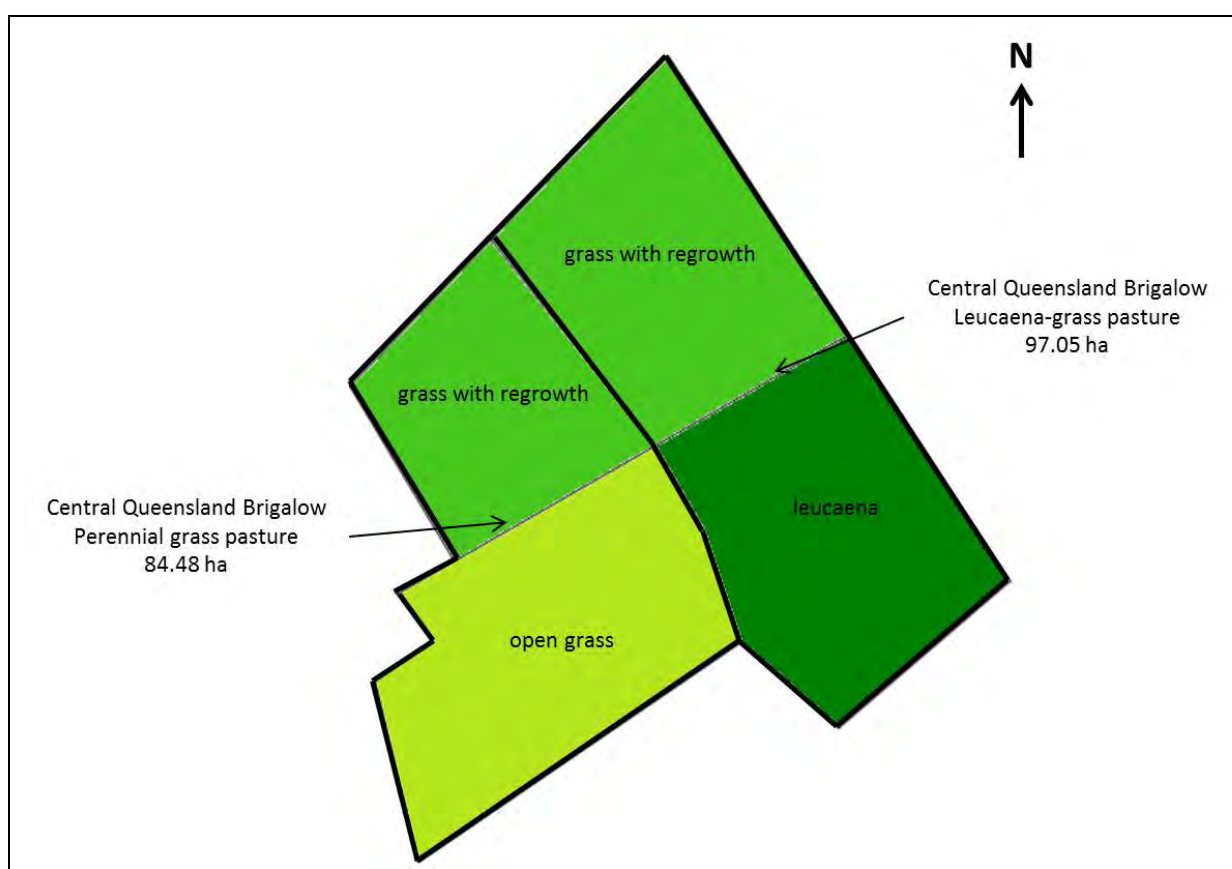 N
grass with regrowth
Central Queensland Brigalow
Leucaena-grass pasture
97.05 ha
grass with regrowth
Central Queensland Brigalow
Perennial grass pasture
84.48 ha
leucaena
open grass